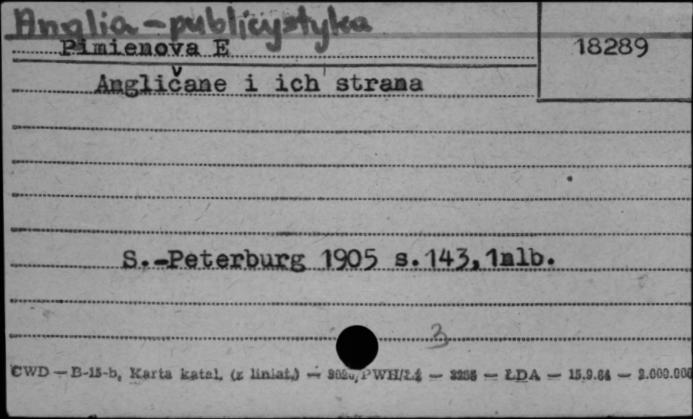 Anglia - publicystyka
Pimienova E
18289
Angličane i ich strana
S.-Peterburg 1905 s.143,1nlb.
3
CWD — B-15-b, Karta katal. (z liniat.) — PWH/Ł4 — ŁDA — 15.9.64 — 2.000.000